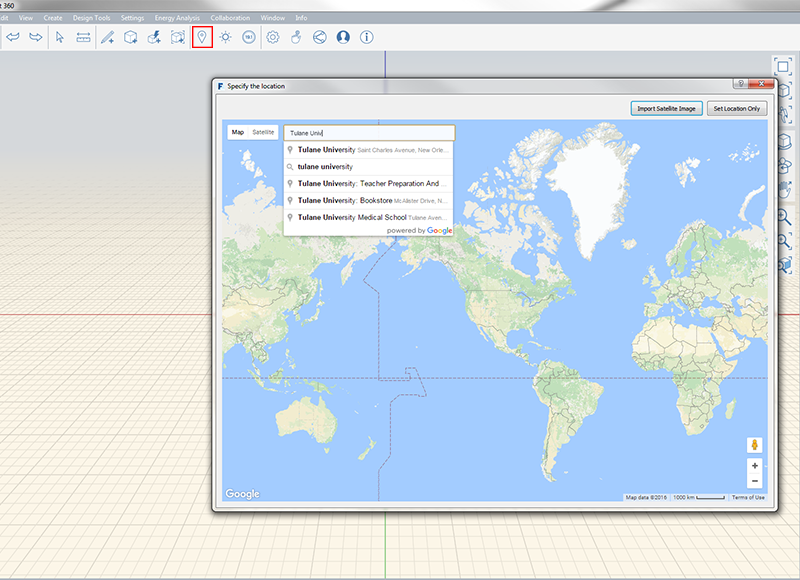 t 360
dit View Create Design Tools Settings Energy Analysis Collaboration Window Info
Specify the location
Import Satellite Image Set Location Only
Map Satellite Tulane Univ
Tulane University Saint Charles Avenue, New Orle...
tulane university
Tulane University: Teacher Preparation And ...
Tulane University: Bookstore McAlister Drive, N...
Tulane University Medical School Tulane Aven...
powered by Google
Google
Map data ©2016 1000 km Terms of Use